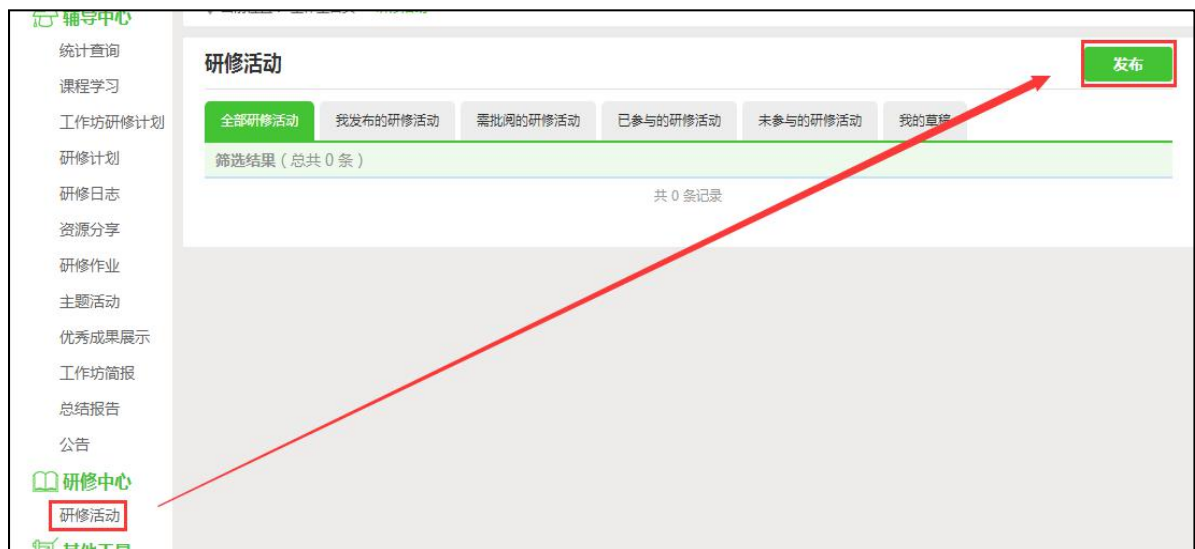 辅导中心
统计查询
课程学习
工作坊研修计划
研修计划
研修日志
资源分享
研修作业
主题活动
优秀成果展示
工作坊简报
总结报告
公告
研修中心
研修活动
其他工具
研修活动
发布
全部研修活动 我发布的研修活动 需批阅的研修活动 已参与的研修活动 未参与的研修活动 我的草稿
筛选结果（总共 0 条）
共 0 条记录